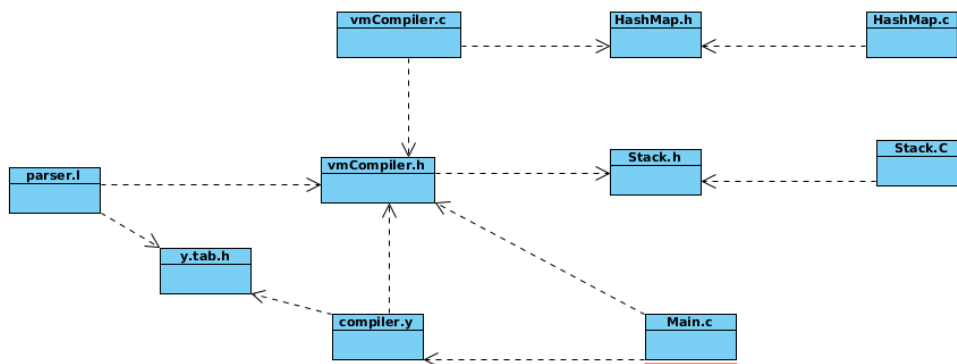 vmCompiler.c
HashMap.h
HashMap.c
parser.l
vmCompiler.h
Stack.h
Stack.C
y.tab.h
compiler.y
Main.c